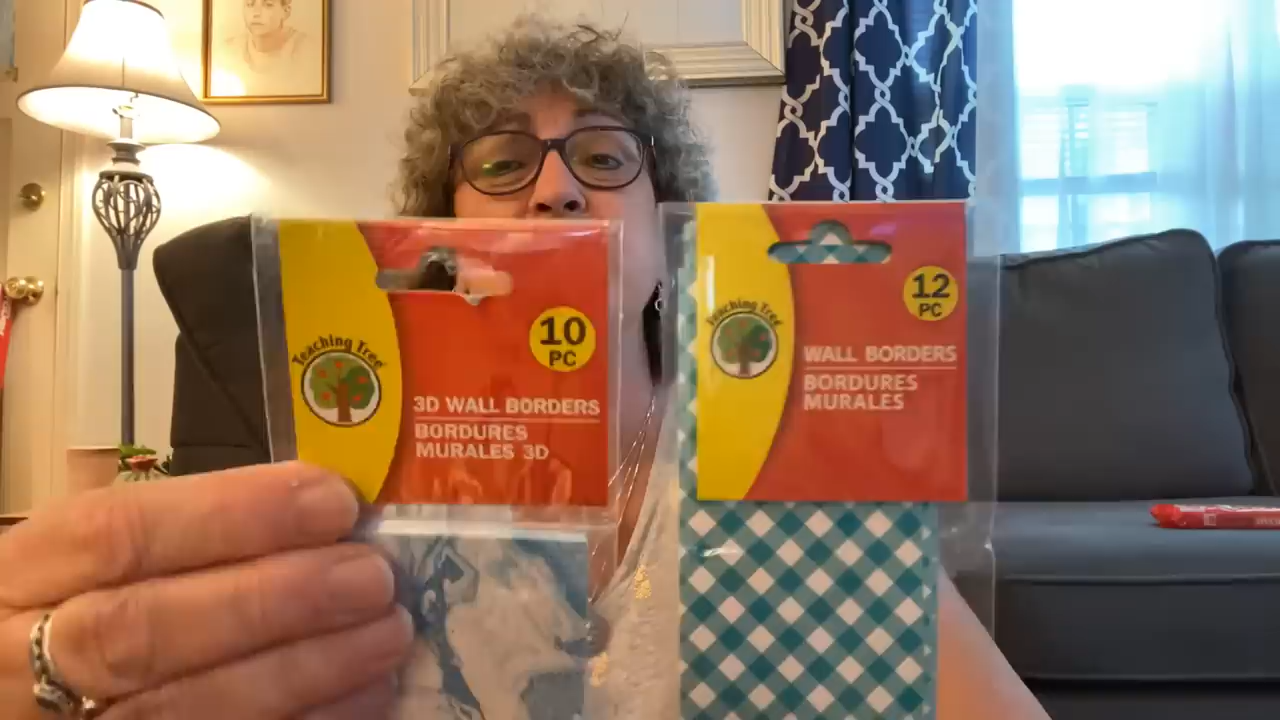 Teaching Tree
10
PC
3D WALL BORDERS
BORDURES
MURALES 3D
Teaching Tree
12
PC
WALL BORDERS
BORDURES
MURALES